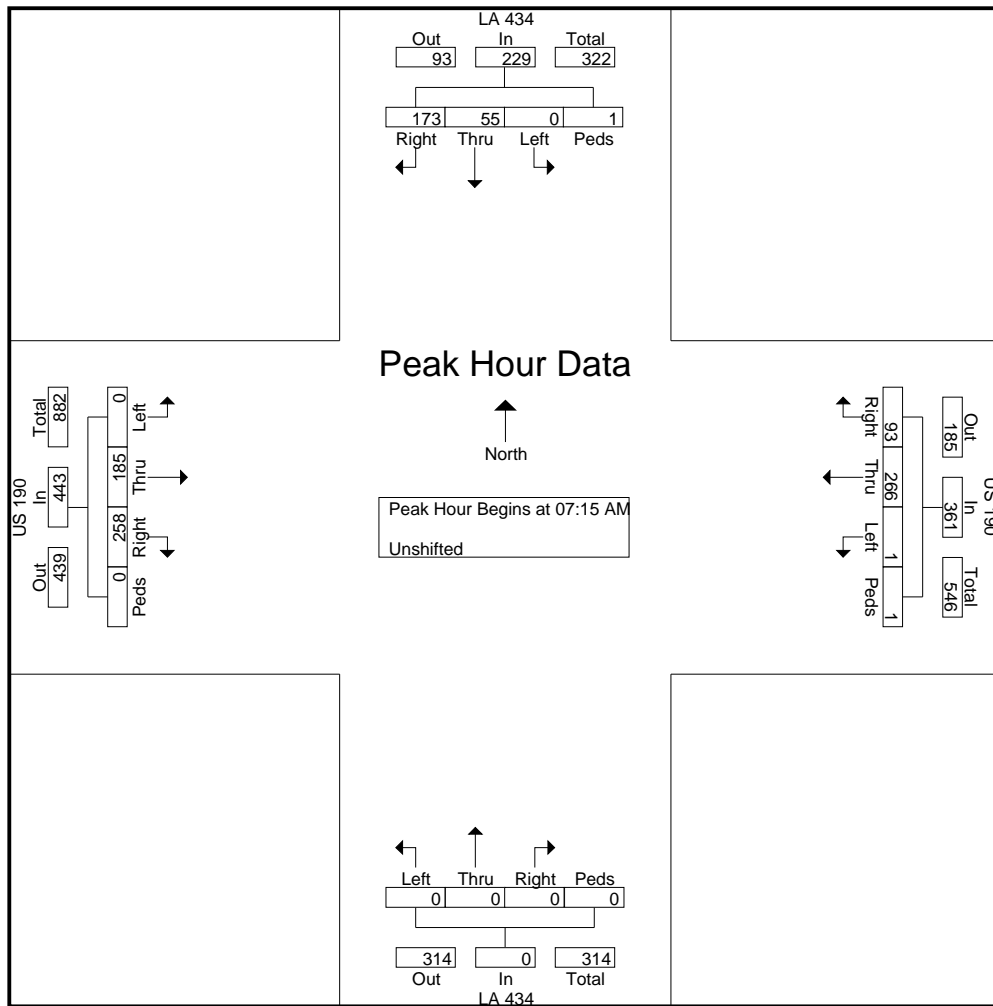 LA 434
Out In Total
93 229 322
173 55 0 1
Right Thru Left Peds
Peak Hour Data
North
Peak Hour Begins at 07:15 AM
Unshifted
US 190
Total In Out
882 443 439
0 185 258 0
Left Thru Right Peds
Right Thru Left Peds
93 266 1 1
Out In Total
185 361 546
US 190
Left Thru Right Peds
0 0 0 0
314 0 314
Out In Total
LA 434